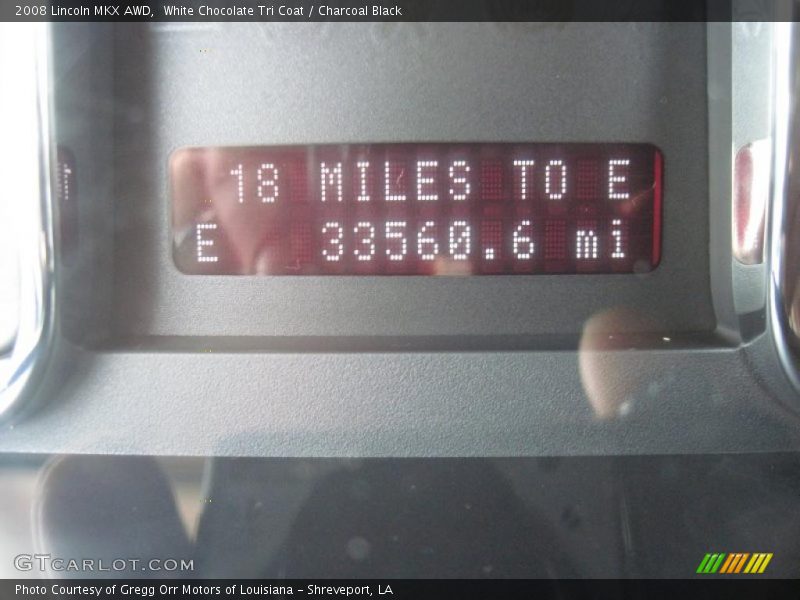 2008 Lincoln MKX AWD, White Chocolate Tri Coat / Charcoal Black
18 MILES TO E
E 33560.6 mi
GTCARLOT.COM
Photo Courtesy of Gregg Orr Motors of Louisiana - Shreveport, LA